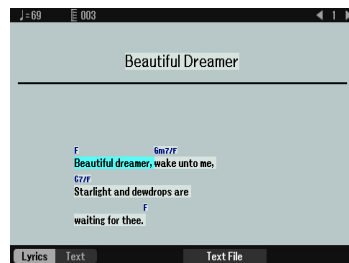 ♩=69 003 1
Beautiful Dreamer
F Gm7/F
Beautiful dreamer, wake unto me,
C7/F
Starlight and dewdrops are
F
waiting for thee.
Lyrics Text Text File